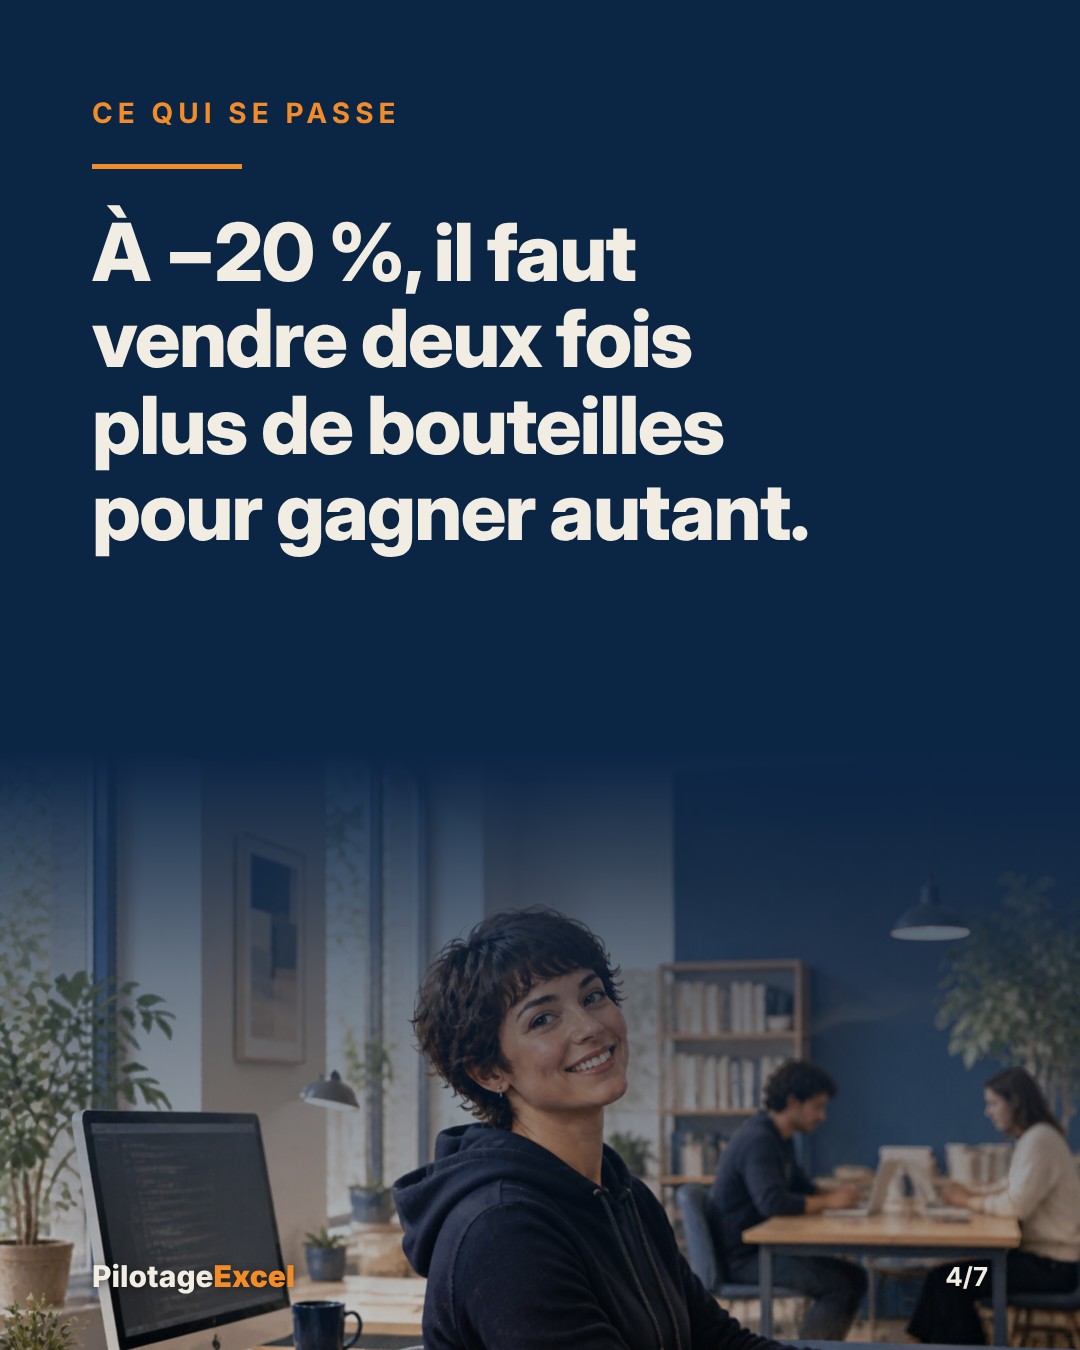 CE QUI SE PASSE
À −20 %, il faut
vendre deux fois
plus de bouteilles
pour gagner autant.
PilotageExcel
4/7